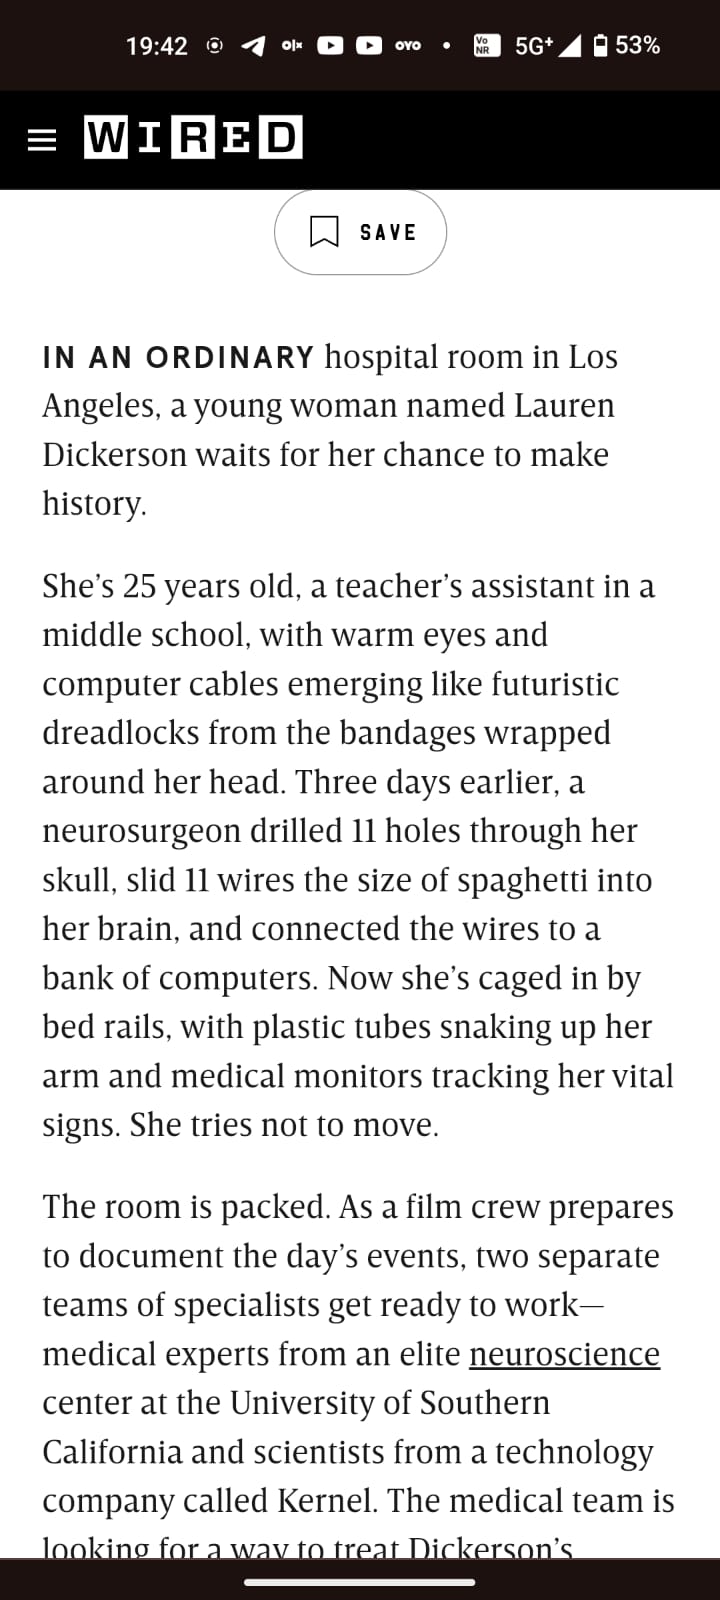 19:42 olx OYO Vo NR 5G+ 53%
WIRED
SAVE
IN AN ORDINARY hospital room in Los
Angeles, a young woman named Lauren
Dickerson waits for her chance to make
history.
She’s 25 years old, a teacher’s assistant in a
middle school, with warm eyes and
computer cables emerging like futuristic
dreadlocks from the bandages wrapped
around her head. Three days earlier, a
neurosurgeon drilled 11 holes through her
skull, slid 11 wires the size of spaghetti into
her brain, and connected the wires to a
bank of computers. Now she’s caged in by
bed rails, with plastic tubes snaking up her
arm and medical monitors tracking her vital
signs. She tries not to move.
The room is packed. As a film crew prepares
to document the day’s events, two separate
teams of specialists get ready to work—
medical experts from an elite neuroscience
center at the University of Southern
California and scientists from a technology
company called Kernel. The medical team is
looking for a way to treat Dickerson’s